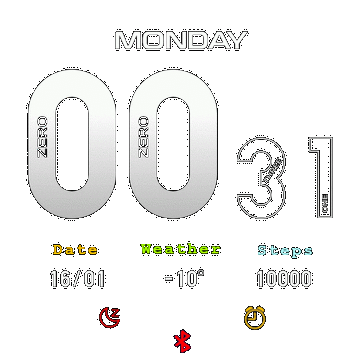 MONDAY
00 31
ZERO ZERO
Date Weather Steps
16/01 -10° 10000